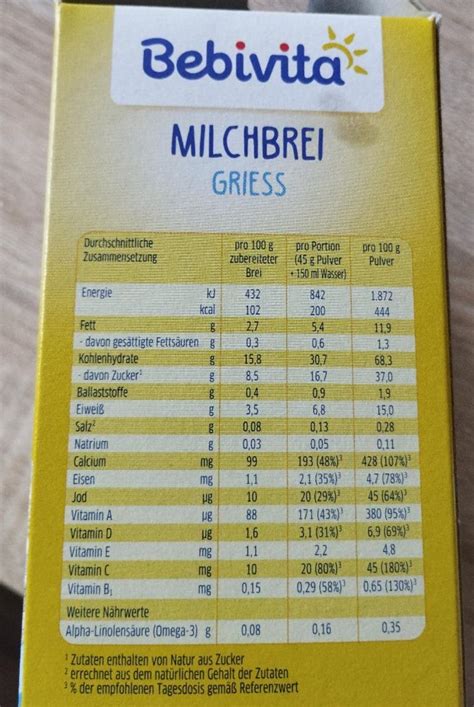 Bebivita
MILCHBREI
GRIESS
Durchschnittliche Zusammensetzung pro 100 g zubereiteter Brei pro Portion (45 g Pulver + 150 ml Wasser) pro 100 g Pulver
Energie kJ 432 842 1.872
kcal 102 200 444
Fett g 2,7 5,4 11,9
- davon gesättigte Fettsäuren g 0,3 0,6 1,3
Kohlenhydrate g 15,8 30,7 68,3
- davon Zucker¹ g 8,5 16,7 37,0
Ballaststoffe g 0,4 0,9 1,9
Eiweiß g 3,5 6,8 15,0
Salz² g 0,08 0,13 0,28
Natrium g 0,03 0,05 0,11
Calcium mg 99 193 (48%)³ 428 (107%)³
Eisen mg 1,1 2,1 (35%)³ 4,7 (78%)³
Jod µg 10 20 (29%)³ 45 (64%)³
Vitamin A µg 88 171 (43%)³ 380 (95%)³
Vitamin D µg 1,6 3,1 (31%)³ 6,9 (69%)³
Vitamin E mg 1,1 2,2 4,8
Vitamin C mg 10 20 (80%)³ 45 (180%)³
Vitamin B₁ mg 0,15 0,29 (58%)³ 0,65 (130%)³
Weitere Nährwerte
Alpha-Linolensäure (Omega-3) g 0,08 0,16 0,35
¹ Zutaten enthalten von Natur aus Zucker
² errechnet aus dem natürlichen Gehalt der Zutaten
³ % der empfohlenen Tagesdosis gemäß Referenzwert